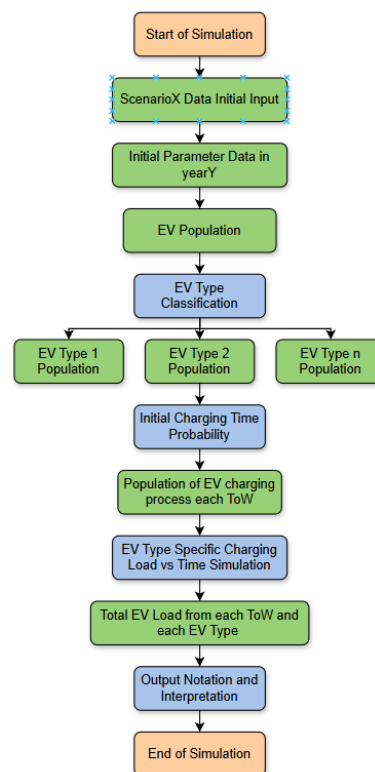 Start of Simulation
ScenarioX Data Initial Input
Initial Parameter Data in
yearY
EV Population
EV Type
Classification
EV Type 1
Population
EV Type 2
Population
EV Type n
Population
Initial Charging Time
Probability
Population of EV charging
process each ToW
EV Type Specific Charging
Load vs Time Simulation
Total EV Load from each ToW and
each EV Type
Output Notation and
Interpretation
End of Simulation